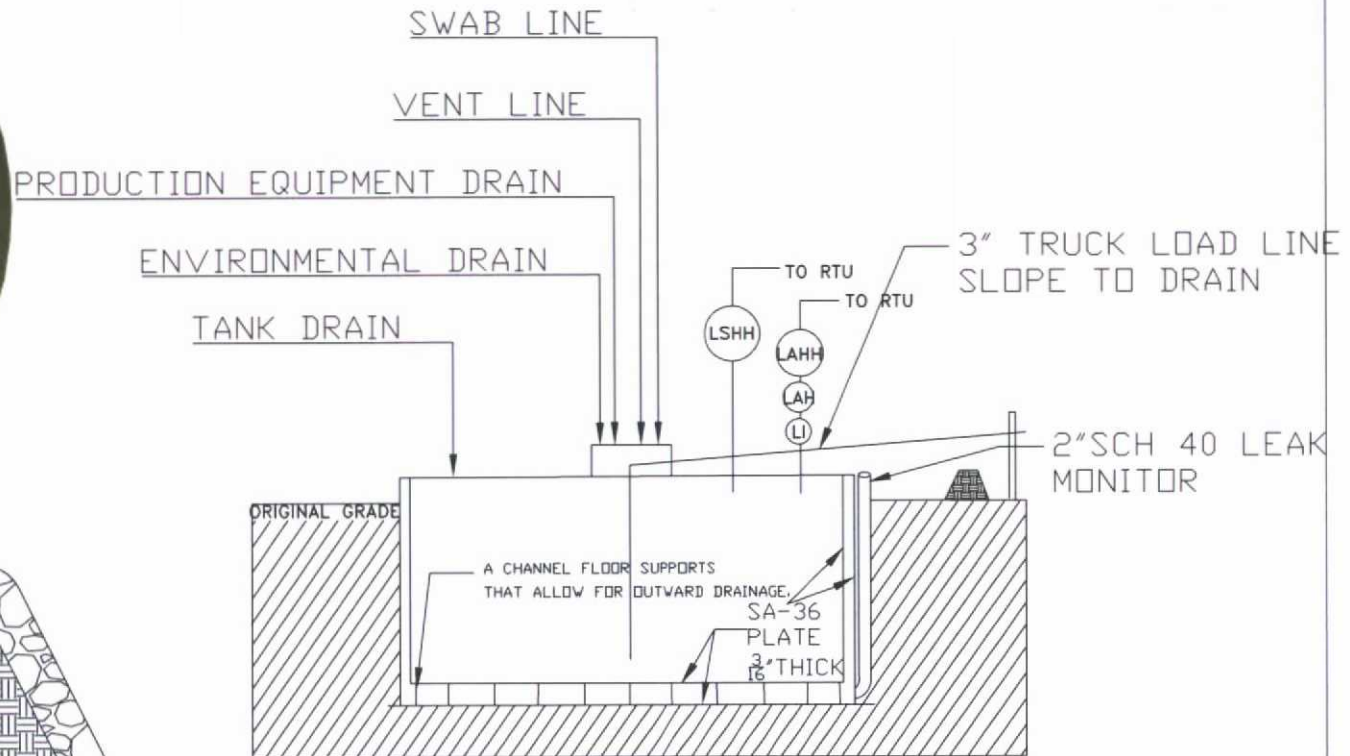 SWAB LINE
VENT LINE
PRODUCTION EQUIPMENT DRAIN
ENVIRONMENTAL DRAIN
TANK DRAIN
TO RTU
TO RTU
3" TRUCK LOAD LINE
SLOPE TO DRAIN
LSHH
LAHH
LAH
LI
2"SCH 40 LEAK
MONITOR
ORIGINAL GRADE
A CHANNEL FLOOR SUPPORTS
THAT ALLOW FOR OUTWARD DRAINAGE.
SA-36
PLATE
3/16"THICK